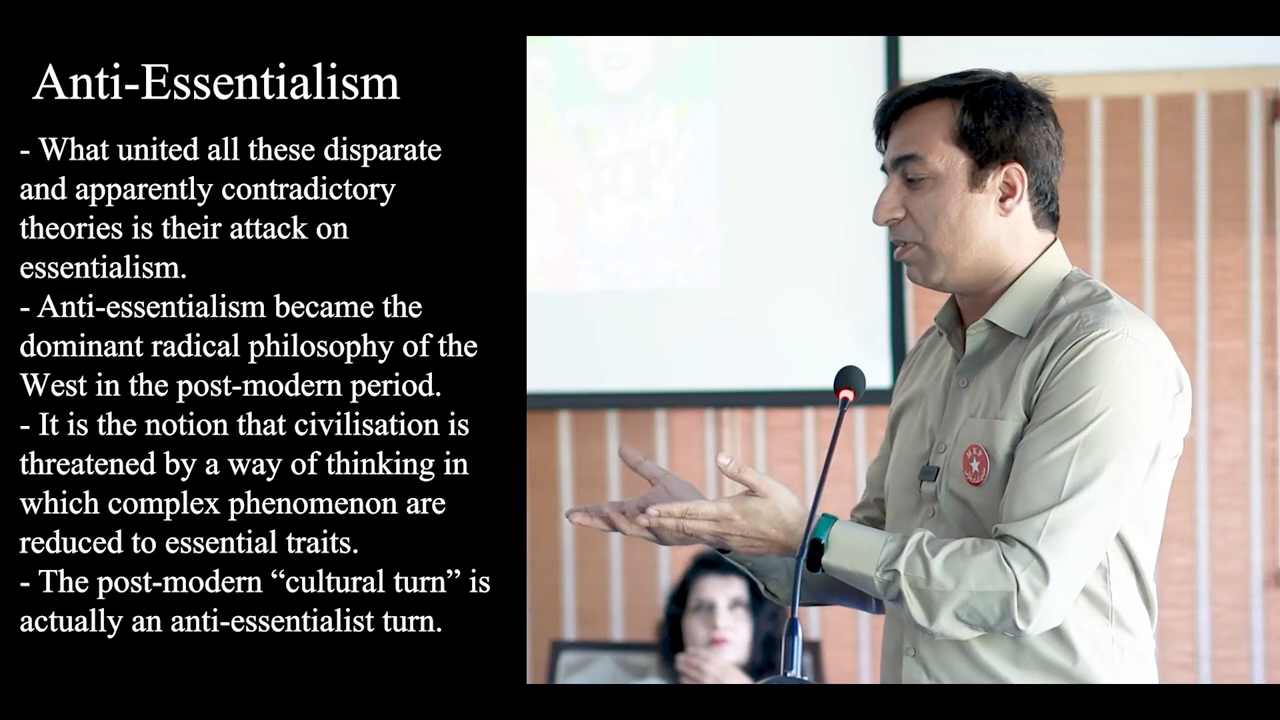 Anti-Essentialism
- What united all these disparate
and apparently contradictory
theories is their attack on
essentialism.
- Anti-essentialism became the
dominant radical philosophy of the
West in the post-modern period.
- It is the notion that civilisation is
threatened by a way of thinking in
which complex phenomenon are
reduced to essential traits.
- The post-modern “cultural turn” is
actually an anti-essentialist turn.
MKP